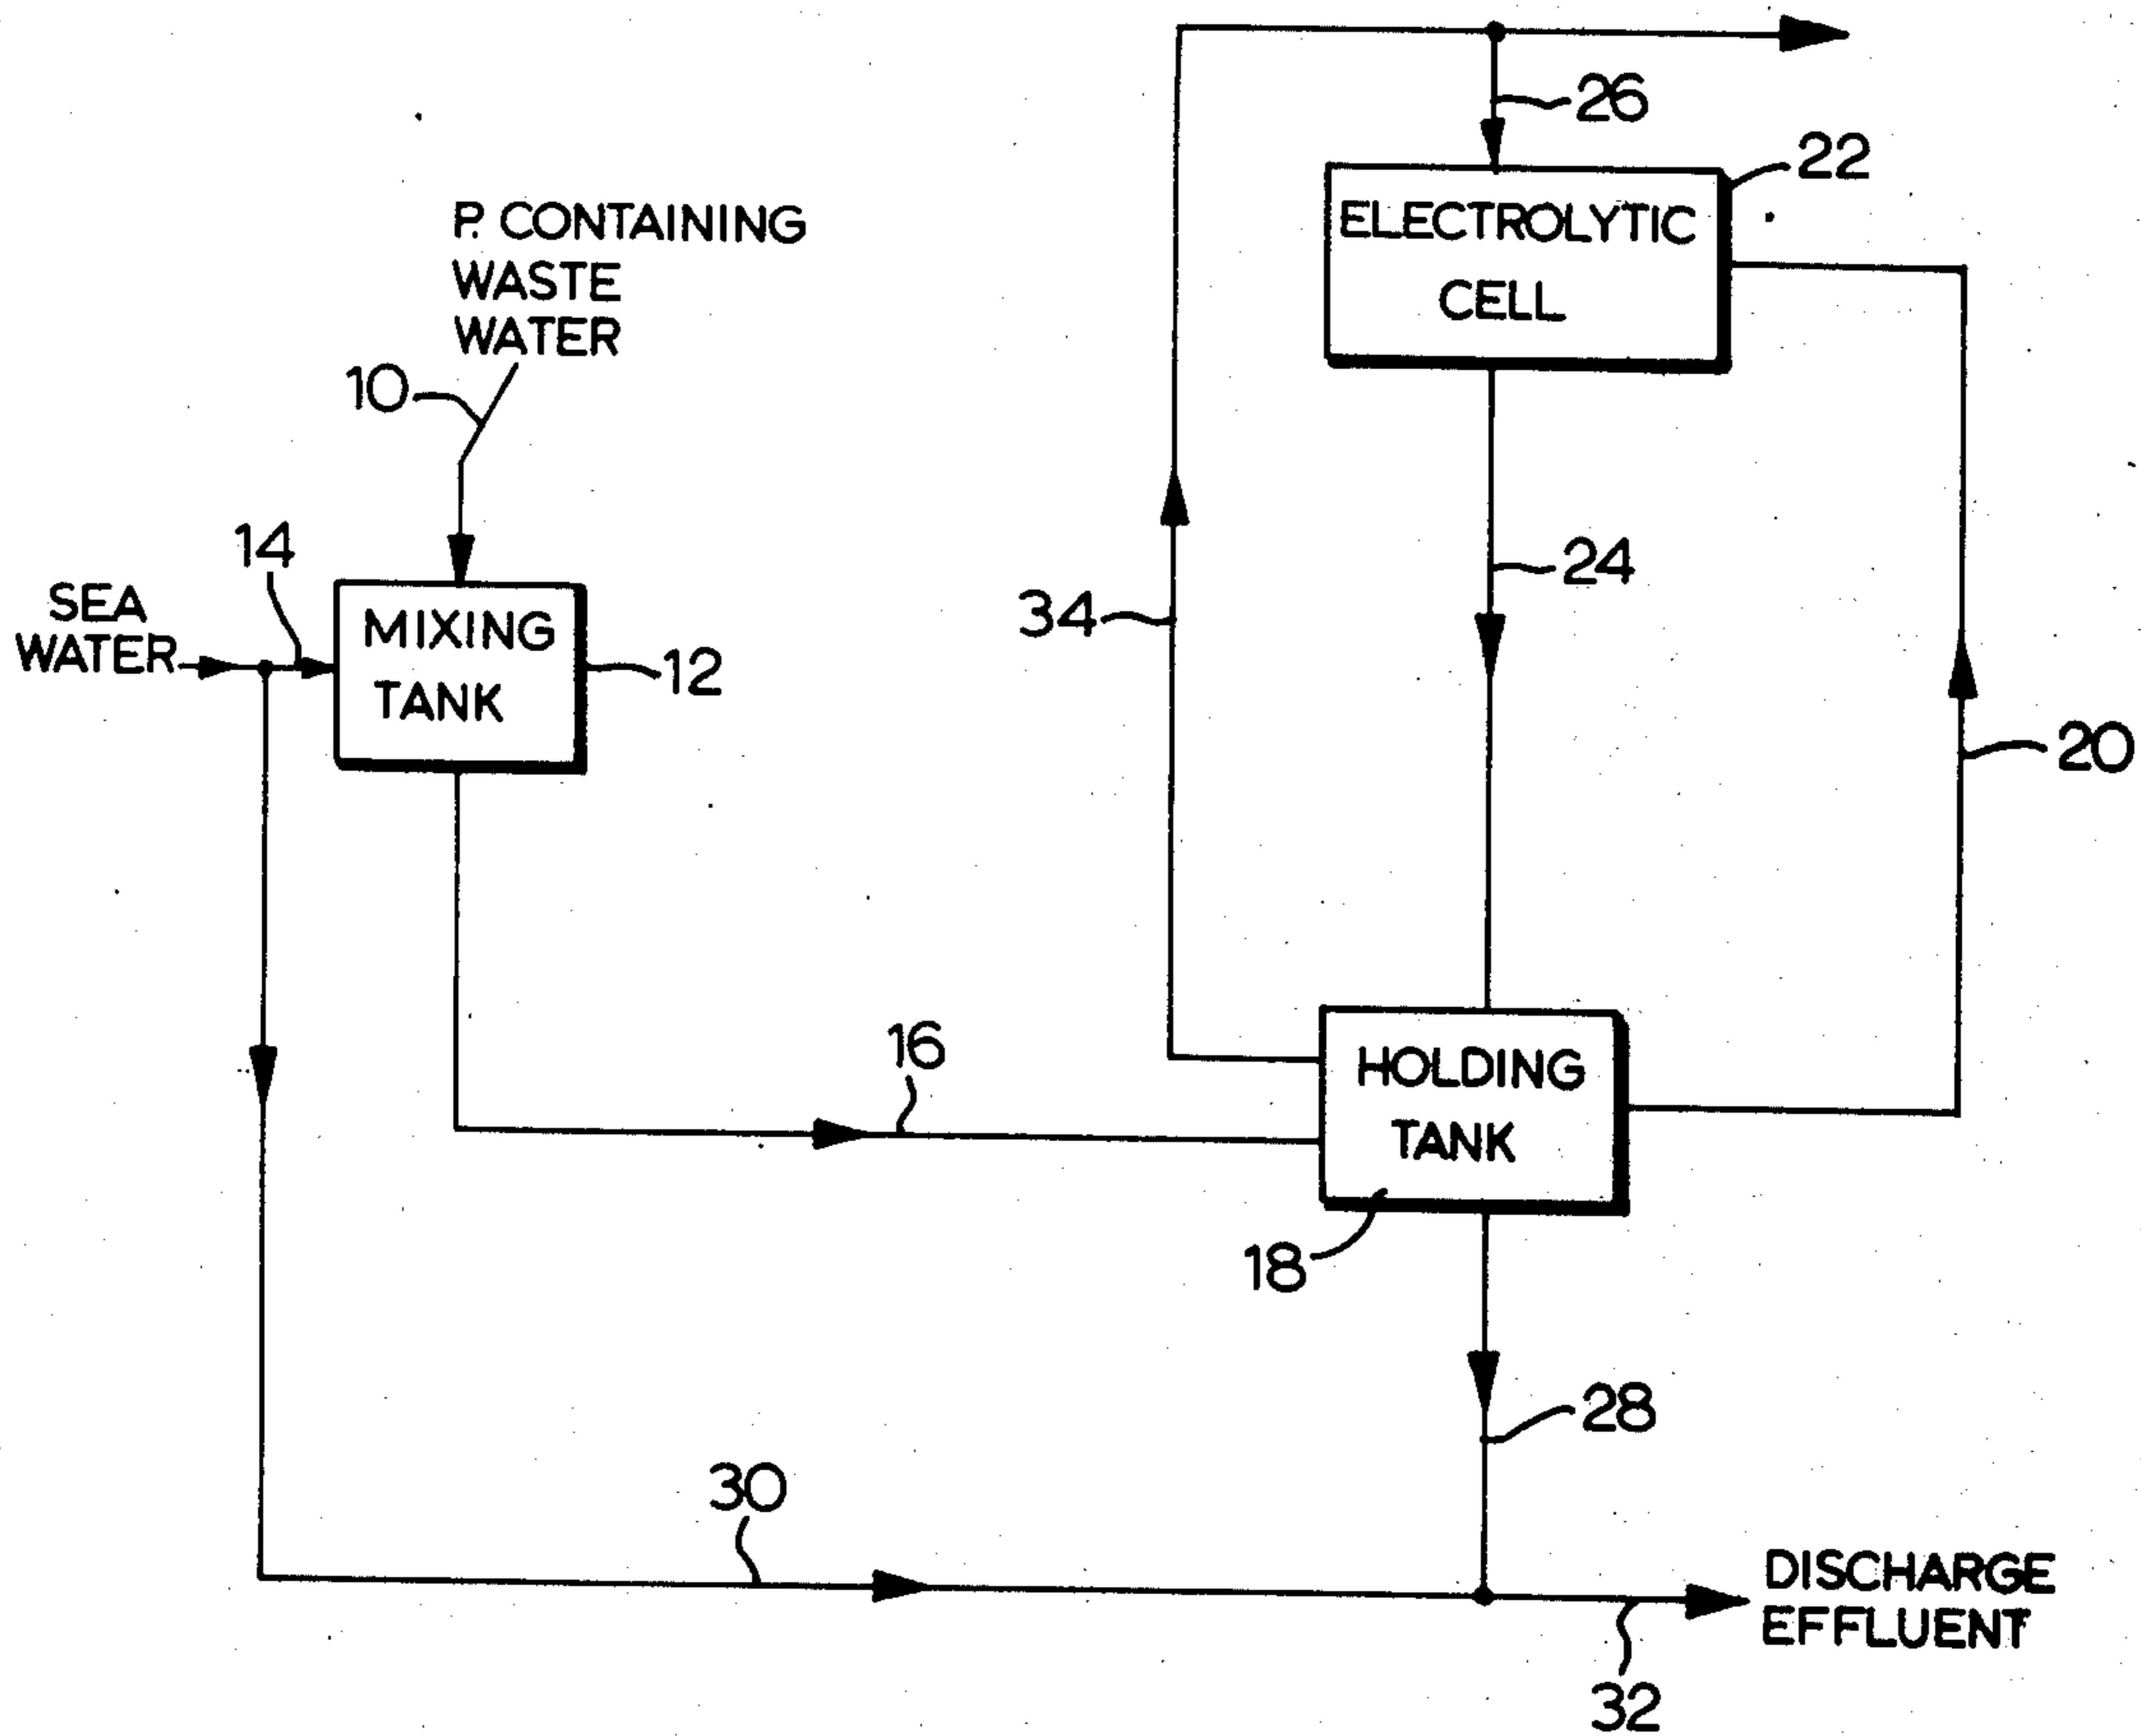 26
22
ELECTROLYTIC
CELL
P. CONTAINING
WASTE
WATER
10
14
SEA
WATER
MIXING
TANK
12
34
24
20
16
HOLDING
TANK
18
28
30
DISCHARGE
EFFLUENT
32